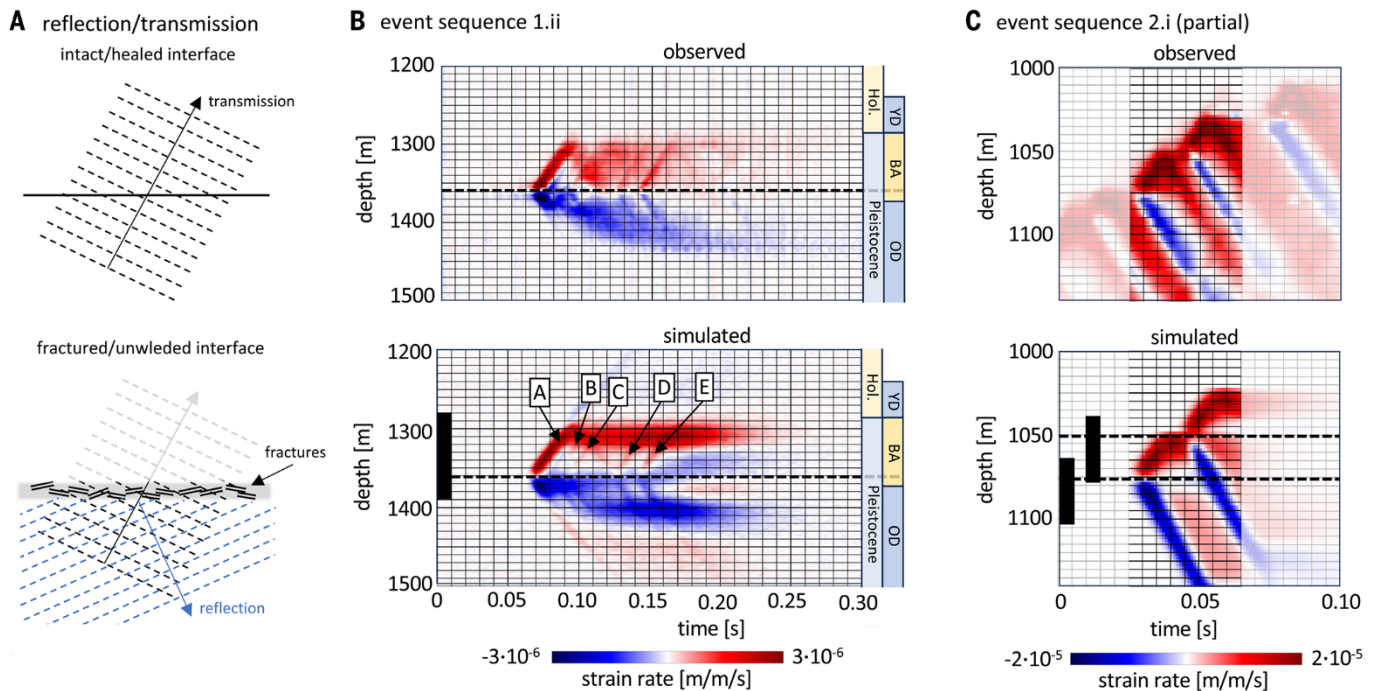 A reflection/transmission
intact/healed interface
transmission
fractured/unwleded interface
fractures
reflection
B event sequence 1.ii
observed
1200
1300
1400
1500
depth [m]
Hol.
Pleistocene
YD
BA
OD
simulated
1200
1300
1400
1500
depth [m]
A
B
C
D
E
Hol.
Pleistocene
YD
BA
OD
0 0.05 0.10 0.15 0.20 0.25 0.30
time [s]
-3·10-6 3·10-6
strain rate [m/m/s]
C event sequence 2.i (partial)
observed
1000
1050
1100
depth [m]
simulated
1000
1050
1100
depth [m]
0 0.05 0.10
time [s]
-2·10-5 2·10-5
strain rate [m/m/s]